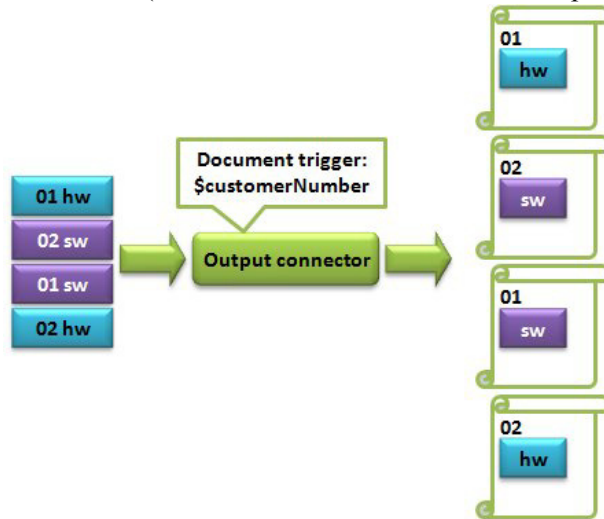 01
hw
Document trigger:
$customerNumber
01 hw
02 sw
01 sw
02 hw
Output connector
02
sw
01
sw
02
hw